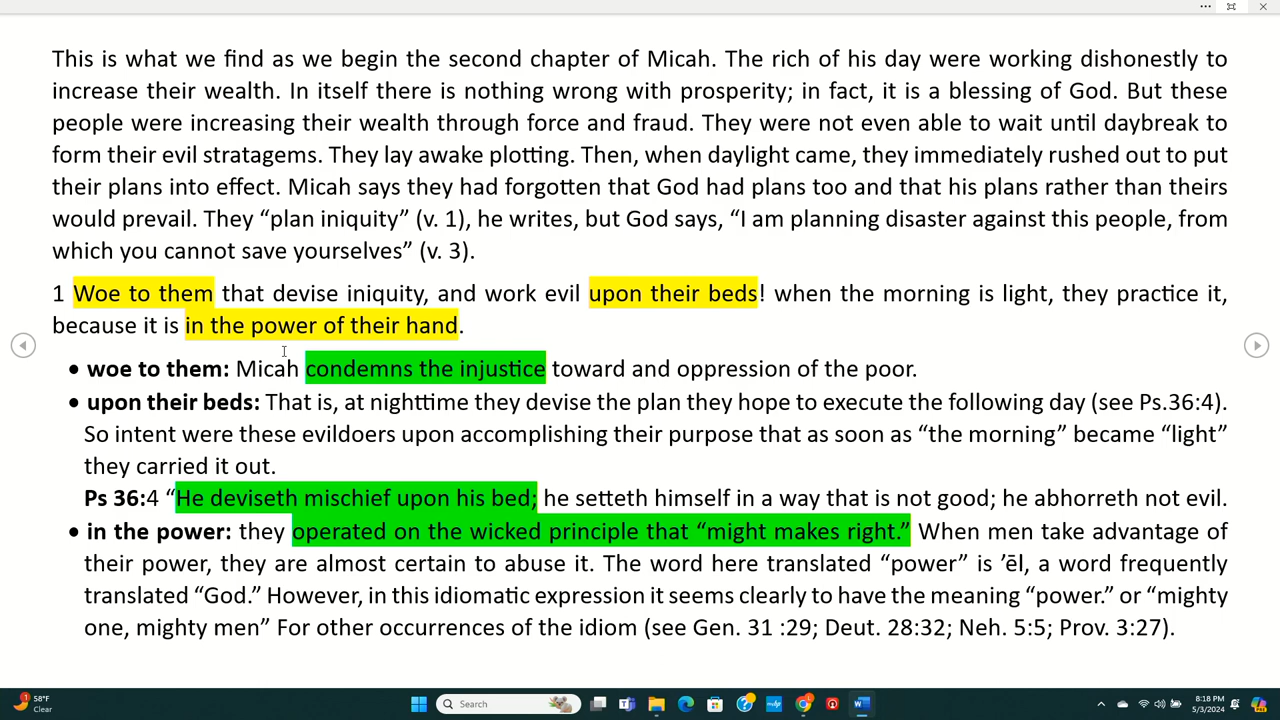 This is what we find as we begin the second chapter of Micah. The rich of his day were working dishonestly to
increase their wealth. In itself there is nothing wrong with prosperity; in fact, it is a blessing of God. But these
people were increasing their wealth through force and fraud. They were not even able to wait until daybreak to
form their evil stratagems. They lay awake plotting. Then, when daylight came, they immediately rushed out to put
their plans into effect. Micah says they had forgotten that God had plans too and that his plans rather than theirs
would prevail. They “plan iniquity” (v. 1), he writes, but God says, “I am planning disaster against this people, from
which you cannot save yourselves” (v. 3).
1 Woe to them that devise iniquity, and work evil upon their beds! when the morning is light, they practice it,
because it is in the power of their hand.
• woe to them: Micah condemns the injustice toward and oppression of the poor.
• upon their beds: That is, at nighttime they devise the plan they hope to execute the following day (see Ps.36:4).
So intent were these evildoers upon accomplishing their purpose that as soon as “the morning” became “light”
they carried it out.
Ps 36:4 “He deviseth mischief upon his bed; he setteth himself in a way that is not good; he abhorreth not evil.
• in the power: they operated on the wicked principle that “might makes right.” When men take advantage of
their power, they are almost certain to abuse it. The word here translated “power” is ’ēl, a word frequently
translated “God.” However, in this idiomatic expression it seems clearly to have the meaning “power.” or “mighty
one, mighty men” For other occurrences of the idiom (see Gen. 31 :29; Deut. 28:32; Neh. 5:5; Prov. 3:27).
1
58°F
Clear
Search
8:18 PM
5/3/2024